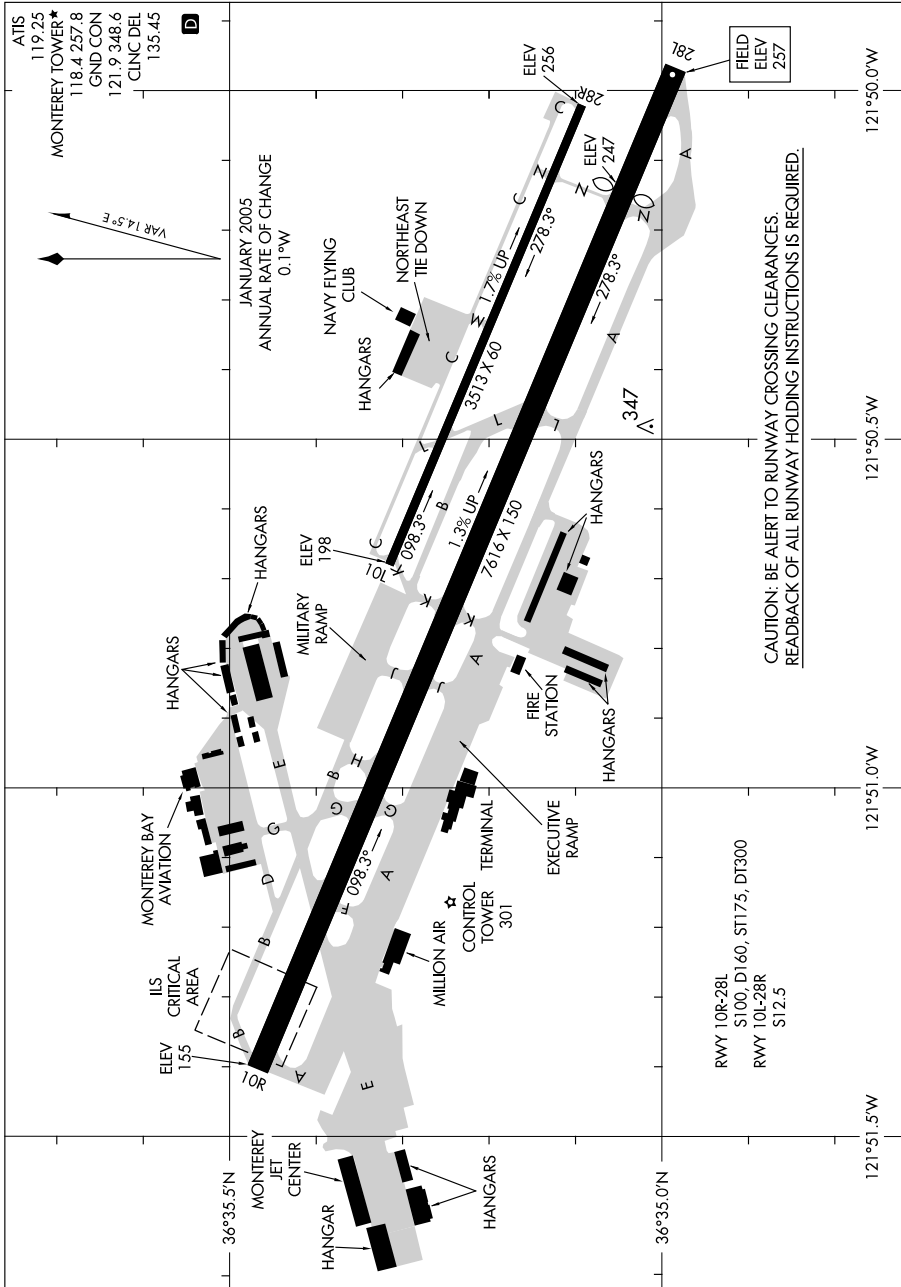 ATIS
119.25
MONTEREY TOWER★
118.4 257.8
GND CON
121.9 348.6
CLNC DEL
135.45
D
VAR 14.5° E
JANUARY 2005
ANNUAL RATE OF CHANGE
0.1°W
ELEV
256
28R
28L
FIELD
ELEV
257
ELEV
247
NAVY FLYING
CLUB
NORTHEAST
TIE DOWN
HANGARS
C
C
Z
Z
Z
A
1.7% UP
278.3°
278.3°
C
M
3513 X 60
A
347
L
L
L
C
ELEV
198
10L
098.3°
B
1.3% UP
7616 X 150
K
K
K
HANGARS
HANGARS
HANGARS
MILITARY
RAMP
J
J
A
HANGARS
FIRE
STATION
HANGARS
MONTEREY BAY
AVIATION
E
B
H
G
G
G
D
098.3°
F
A
TERMINAL
EXECUTIVE
RAMP
MILLION AIR
CONTROL
TOWER
301
ILS
CRITICAL
AREA
B
B
ELEV
155
10R
A
E
MONTEREY
JET
CENTER
HANGAR
HANGARS
RWY 10R-28L
S100, D160, ST175, DT300
RWY 10L-28R
S12.5
CAUTION: BE ALERT TO RUNWAY CROSSING CLEARANCES.
READBACK OF ALL RUNWAY HOLDING INSTRUCTIONS IS REQUIRED.
36°35.5'N
36°35.0'N
121°51.5'W
121°51.0'W
121°50.5'W
121°50.0'W